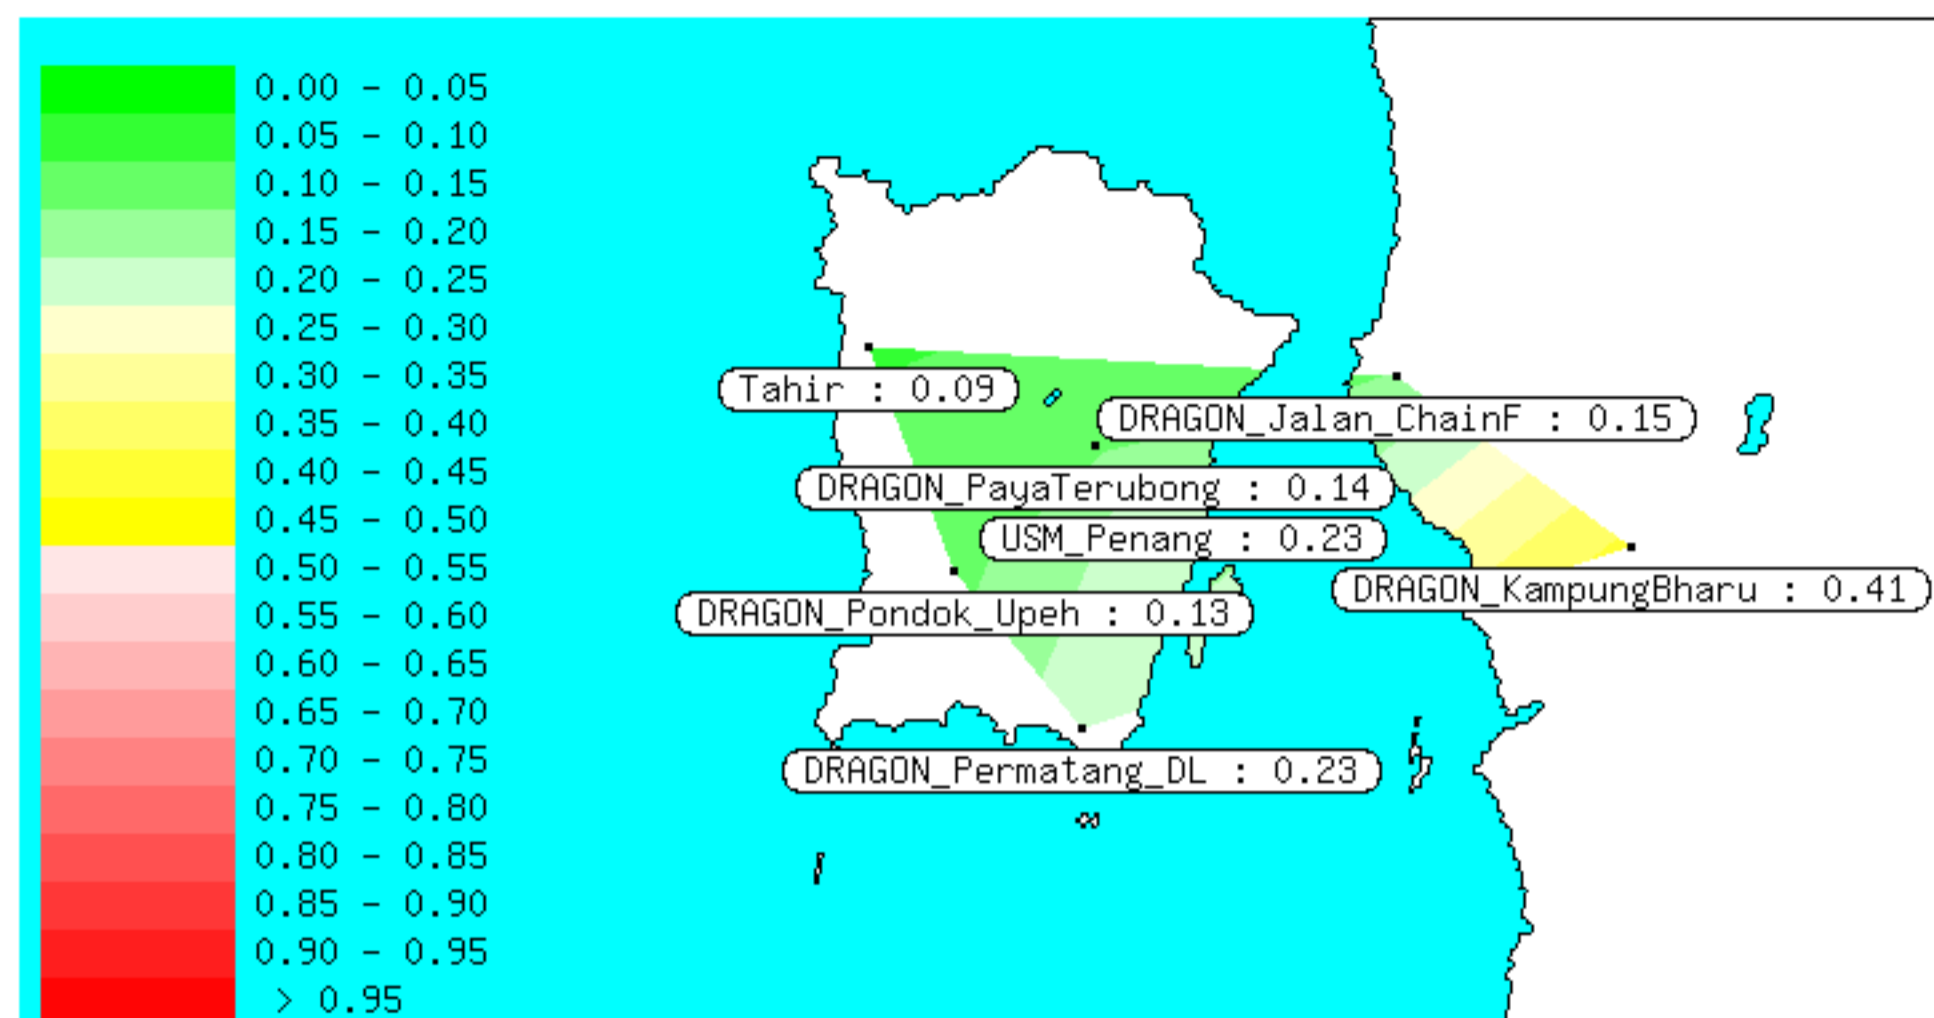 0.00 - 0.05
0.05 - 0.10
0.10 - 0.15
0.15 - 0.20
0.20 - 0.25
0.25 - 0.30
0.30 - 0.35
0.35 - 0.40
0.40 - 0.45
0.45 - 0.50
0.50 - 0.55
0.55 - 0.60
0.60 - 0.65
0.65 - 0.70
0.70 - 0.75
0.75 - 0.80
0.80 - 0.85
0.85 - 0.90
0.90 - 0.95
> 0.95
Tahir : 0.09
DRAGON_Jalan_ChainF : 0.15
DRAGON_PayaTerubong : 0.14
USM_Penang : 0.23
DRAGON_KampungBharu : 0.41
DRAGON_Pondok_Upeh : 0.13
DRAGON_Permatang_DL : 0.23